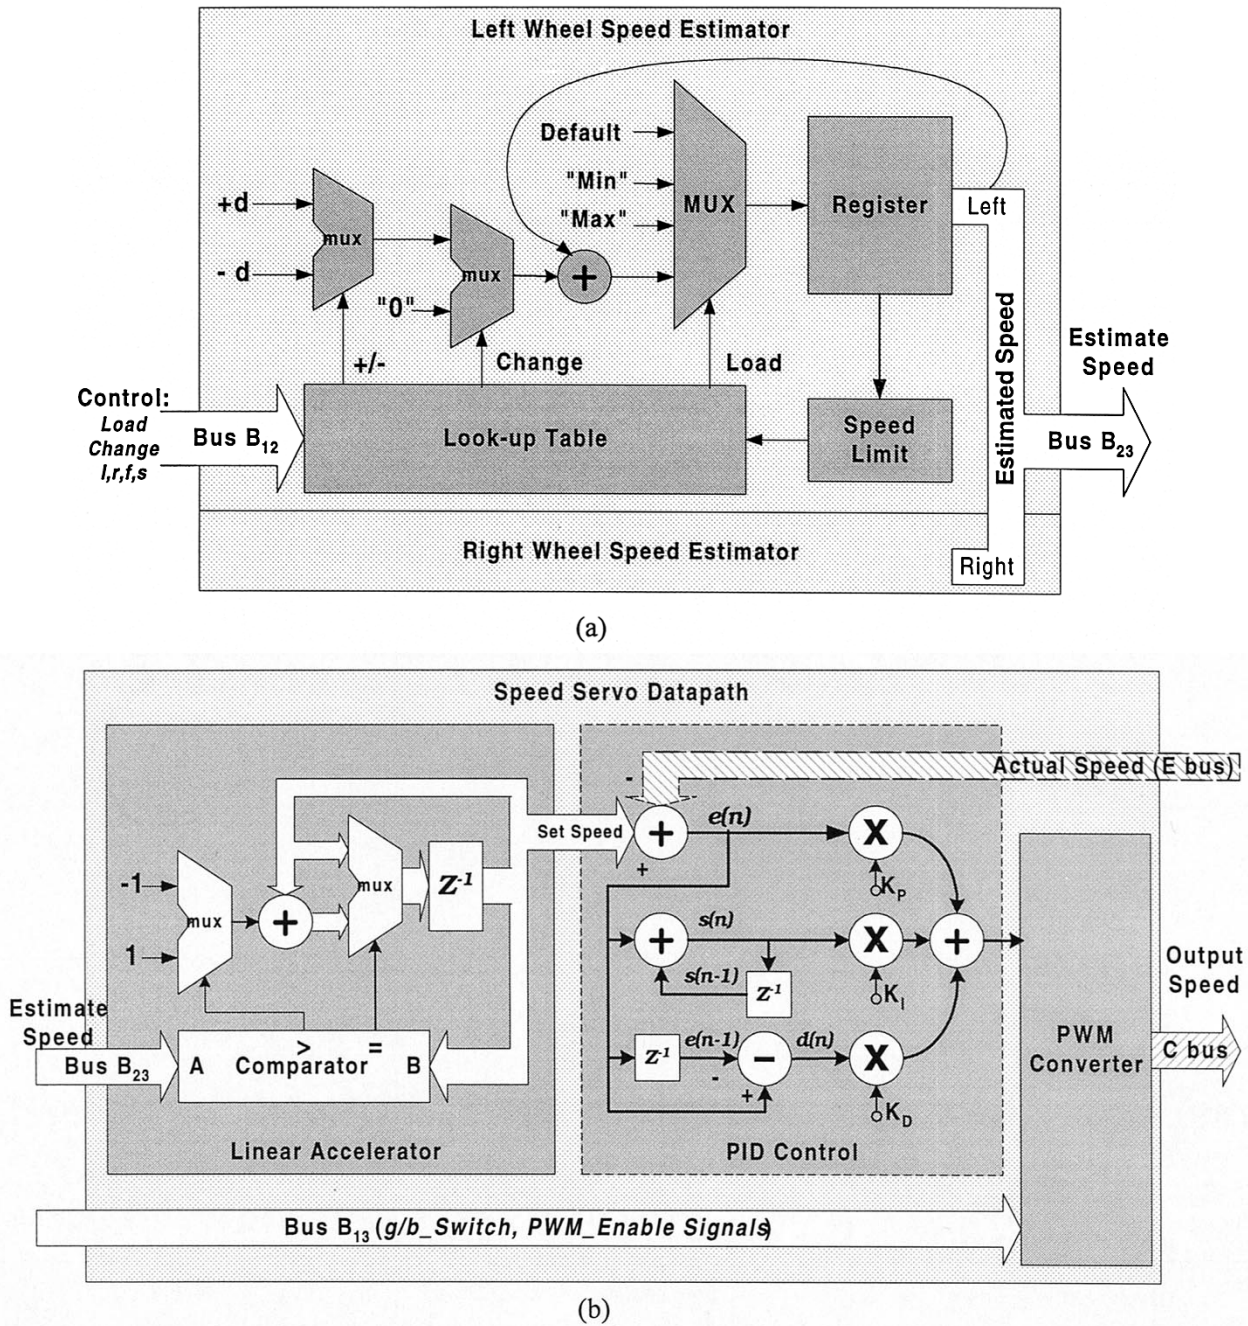 Left Wheel Speed Estimator
Default
"Min"
"Max"
MUX
Register
Left
+d
- d
mux
mux
+
"0"
+/-
Change
Load
Control:
Load
Change
l,r,f,s
Bus B12
Look-up Table
Speed
Limit
Estimated Speed
Estimate
Speed
Bus B23
Right Wheel Speed Estimator
Right
(a)
Speed Servo Datapath
Actual Speed (E bus)
-
Set Speed
+
+
e(n)
X
KP
-1
1
mux
+
mux
Z-1
+
s(n)
X
+
s(n-1)
Z-1
KI
Output
Speed
Estimate
Speed
Bus B23
A
Comparator
>
=
B
Z-1
e(n-1)
-
−
+
d(n)
X
KD
PWM
Converter
C bus
Linear Accelerator
PID Control
Bus B13 (g/b_Switch, PWM_Enable Signals)
(b)